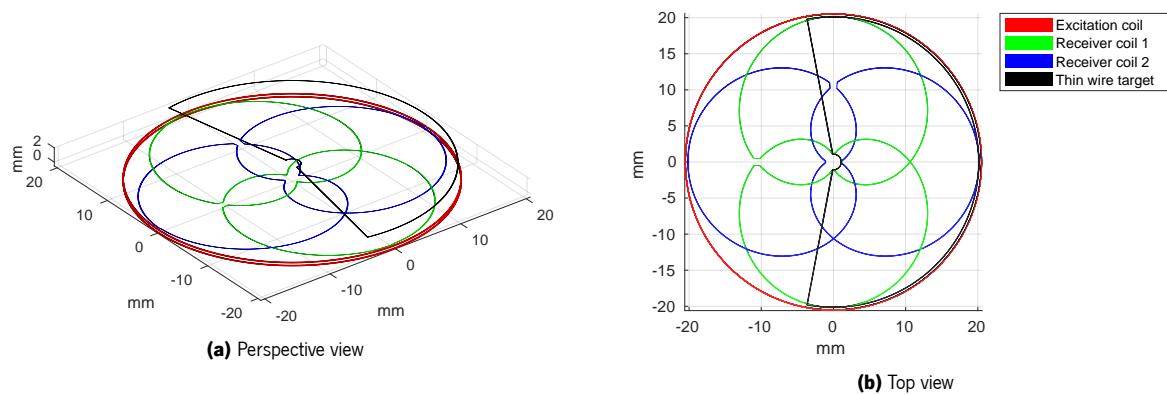 2
0
mm
20
10
0
-10
-20
mm
-20
-10
0
10
20
mm
(a) Perspective view
20
15
10
5
0
-5
-10
-15
-20
mm
-20 -10 0 10 20
mm
(b) Top view
Excitation coil
Receiver coil 1
Receiver coil 2
Thin wire target